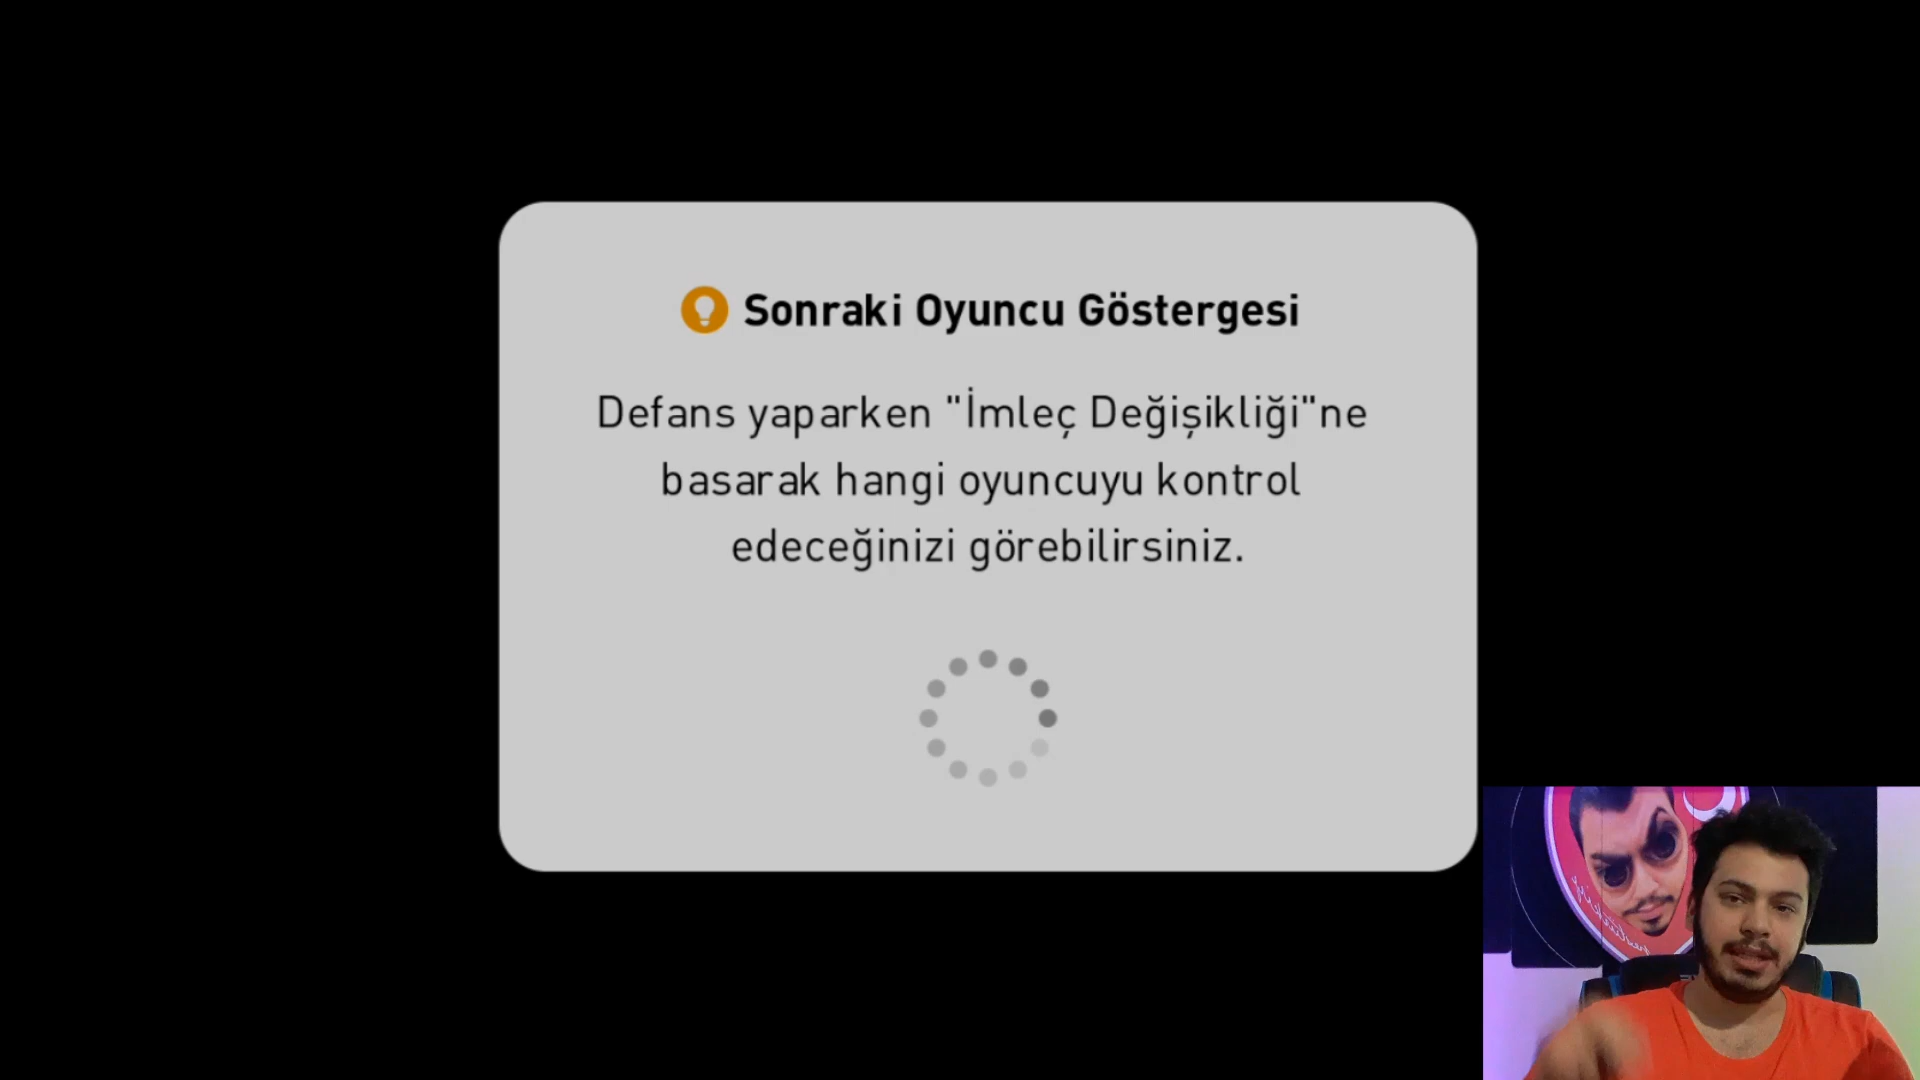 Sonraki Oyuncu Göstergesi
Defans yaparken "İmleç Değişikliği"ne
basarak hangi oyuncuyu kontrol
edeceğinizi görebilirsiniz.